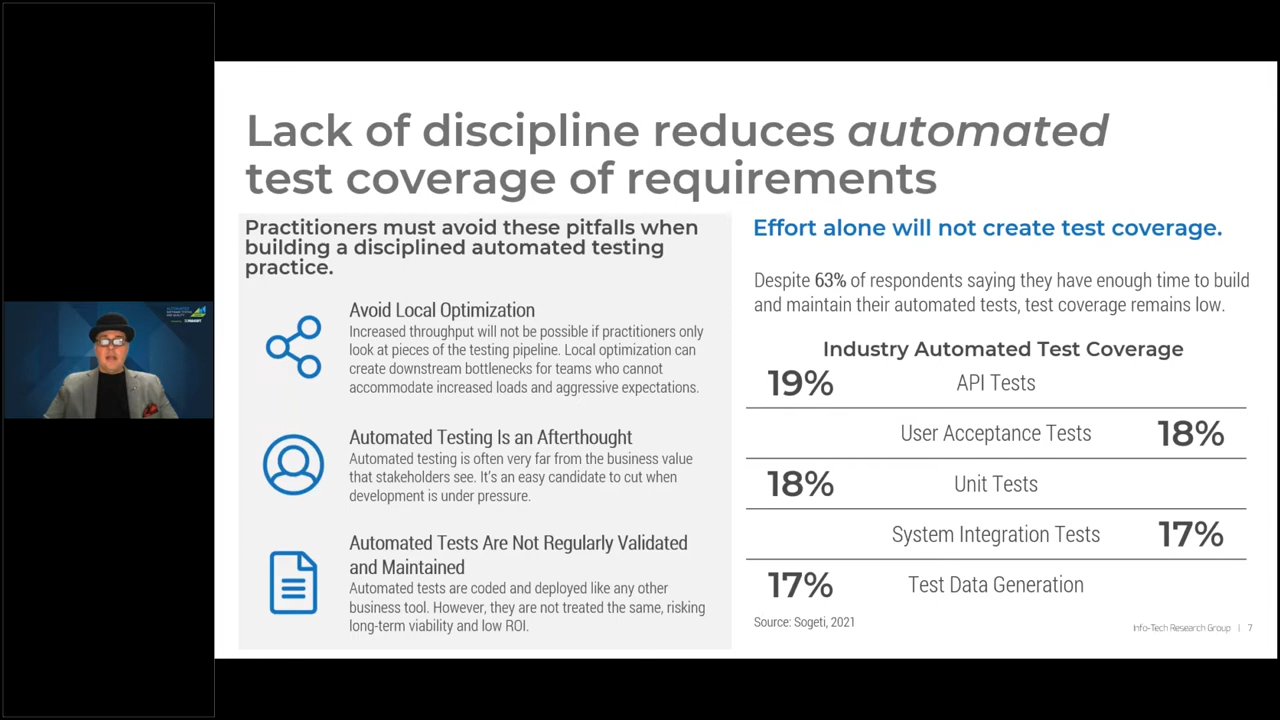 Lack of discipline reduces automated
test coverage of requirements
Practitioners must avoid these pitfalls when
building a disciplined automated testing
practice.
Avoid Local Optimization
Increased throughput will not be possible if practitioners only
look at pieces of the testing pipeline. Local optimization can
create downstream bottlenecks for teams who cannot
accommodate increased loads and aggressive expectations.
Automated Testing Is an Afterthought
Automated testing is often very far from the business value
that stakeholders see. It's an easy candidate to cut when
development is under pressure.
Automated Tests Are Not Regularly Validated
and Maintained
Automated tests are coded and deployed like any other
business tool. However, they are not treated the same, risking
long-term viability and low ROI.
Effort alone will not create test coverage.
Despite 63% of respondents saying they have enough time to build
and maintain their automated tests, test coverage remains low.
Industry Automated Test Coverage
19% API Tests
User Acceptance Tests 18%
18% Unit Tests
System Integration Tests 17%
17% Test Data Generation
Source: Sogeti, 2021
Info-Tech Research Group | 7